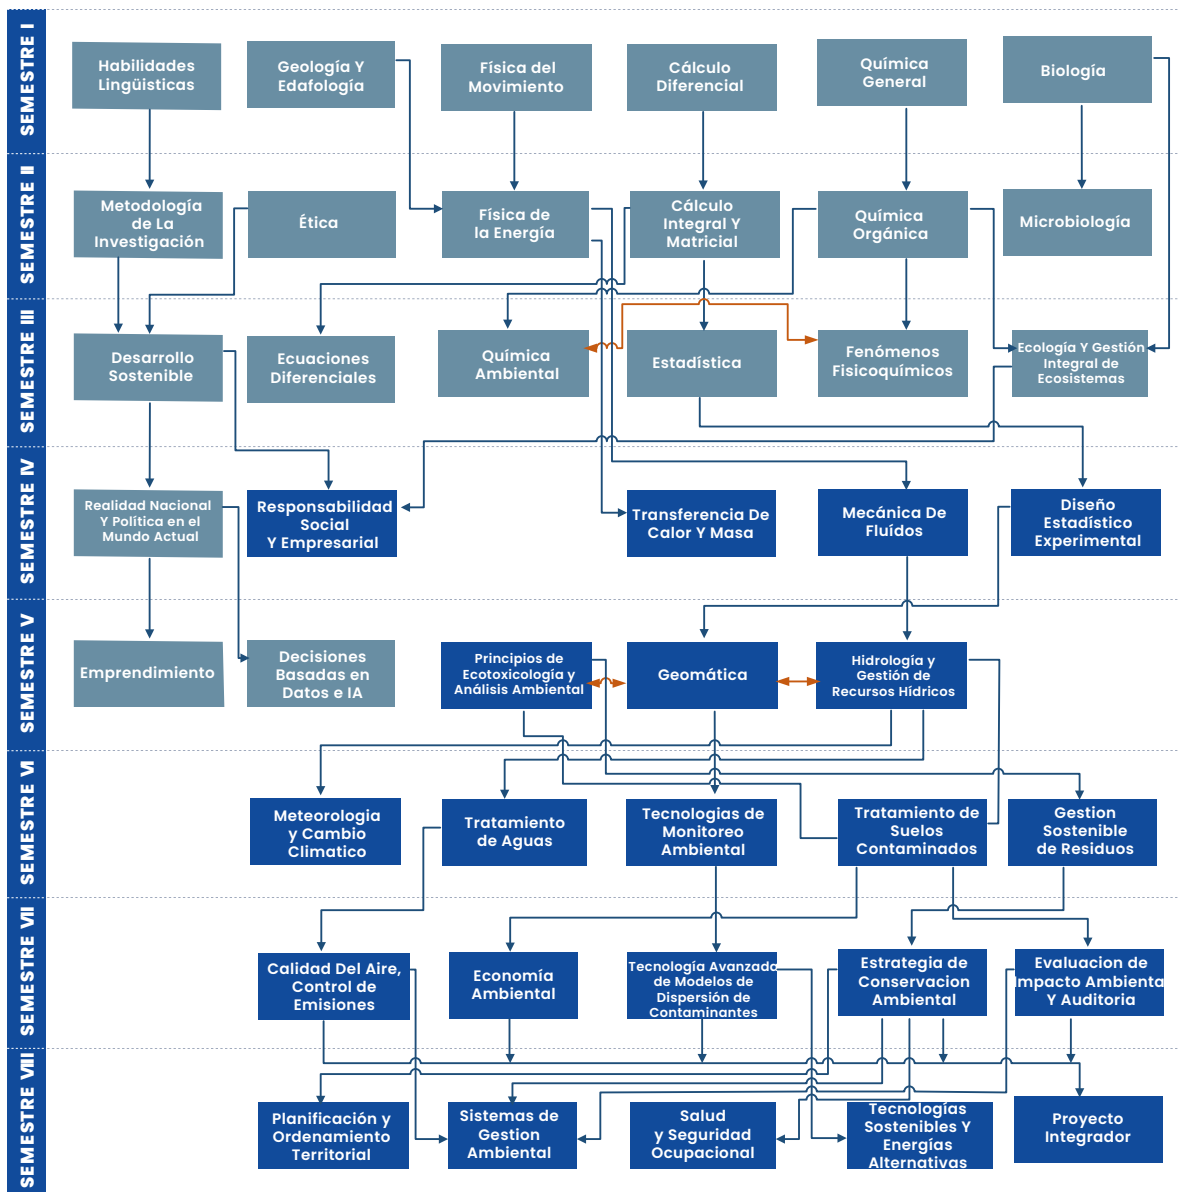 SEMESTRE I
Habilidades
Lingüisticas
Geología Y
Edafología
Física del
Movimiento
Cálculo
Diferencial
Química
General
Biología
SEMESTRE II
Metodología
de La
Investigación
Ética
Física de
la Energía
Cálculo
Integral Y
Matricial
Química
Orgánica
Microbiología
SEMESTRE III
Desarrollo
Sostenible
Ecuaciones
Diferenciales
Química
Ambiental
Estadística
Fenómenos
Fisicoquímicos
Ecología Y Gestión
Integral de
Ecosistemas
SEMESTRE IV
Realidad Nacional
Y Política en el
Mundo Actual
Responsabilidad
Social
Y Empresarial
Transferencia De
Calor Y Masa
Mecánica De
Fluídos
Diseño
Estadístico
Experimental
SEMESTRE V
Emprendimiento
Decisiones
Basadas en
Datos e IA
Principios de
Ecotoxicología y
Análisis Ambiental
Geomática
Hidrología y
Gestión de
Recursos Hídricos
SEMESTRE VI
Meteorologia
y Cambio
Climatico
Tratamiento
de Aguas
Tecnologias de
Monitoreo
Ambiental
Tratamiento de
Suelos
Contaminados
Gestion
Sostenible
de Residuos
SEMESTRE VII
Calidad Del Aire,
Control de
Emisiones
Economía
Ambiental
Tecnología Avanzada
de Modelos de
Dispersión de
Contaminantes
Estrategia de
Conservacion
Ambiental
Evaluacion de
Impacto Ambienta
Y Auditoria
SEMESTRE VIII
Planificación y
Ordenamiento
Territorial
Sistemas de
Gestion
Ambiental
Salud
y Seguridad
Ocupacional
Tecnologías
Sostenibles Y
Energías
Alternativas
Proyecto
Integrador